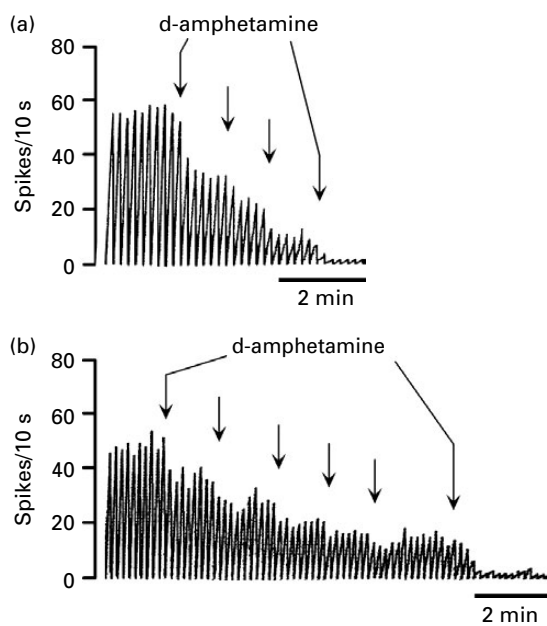 (a)
d-amphetamine
80
60
40
20
0
Spikes/10 s
2 min
(b)
d-amphetamine
80
60
40
20
0
Spikes/10 s
2 min